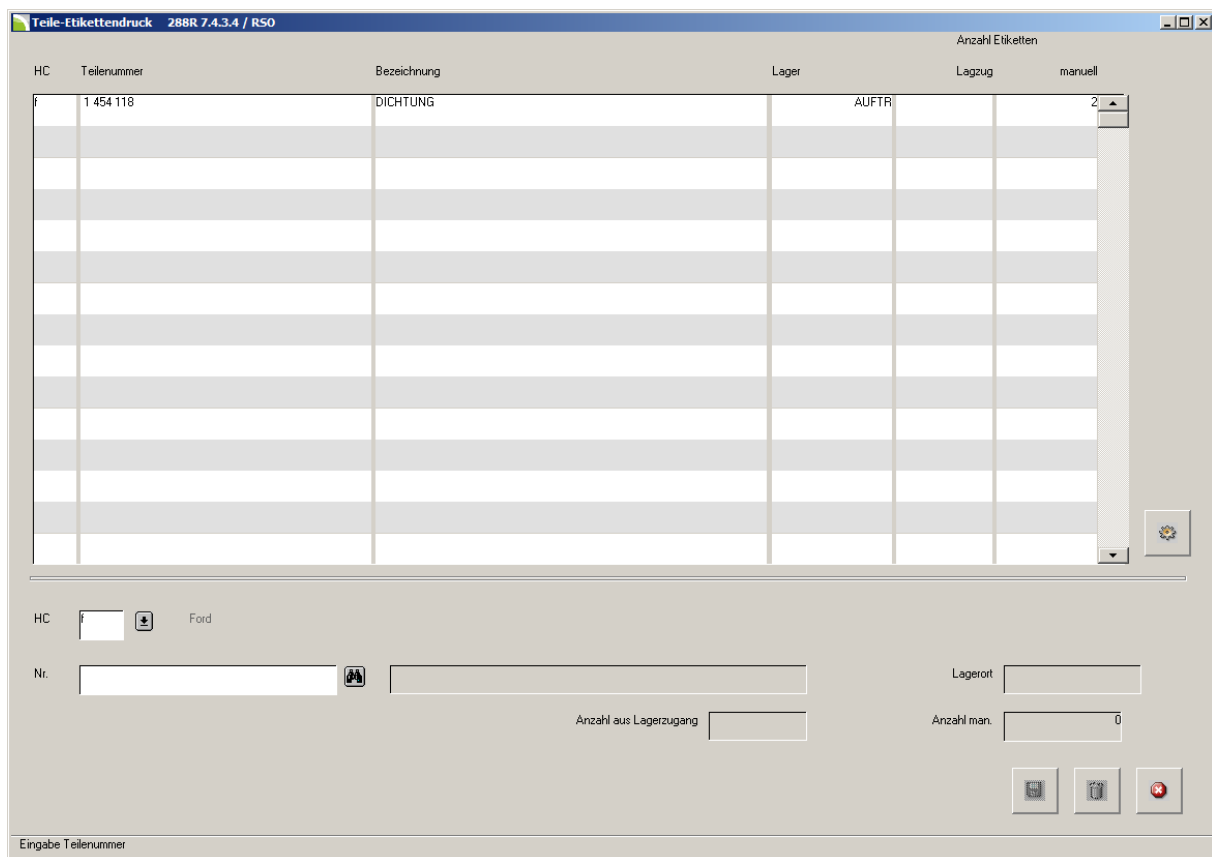 Teile-Etikettendruck 288R 7.4.3.4 / RSO
Anzahl Etiketten
HC Teilenummer Bezeichnung Lager Lagzug manuell
f 1 454 118 DICHTUNG AUFTR 2
HC f Ford
Nr. Lagerort
Anzahl aus Lagerzugang Anzahl man. 0
Eingabe Teilenummer